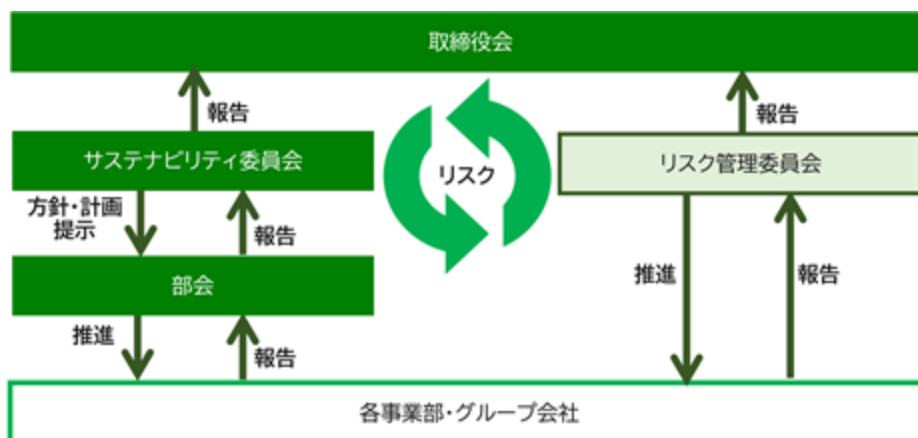 取締役会
報告
報告
サステナビリティ委員会
リスク
リスク管理委員会
方針・計画
提示
報告
部会
推進
報告
推進
報告
各事業部・グループ会社